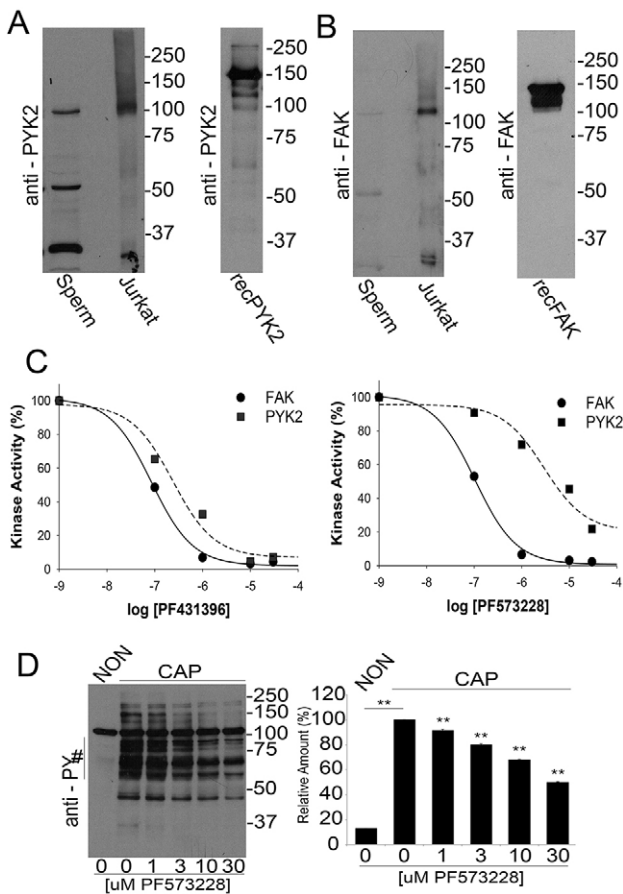 A
anti - PYK2
-250
-150
-100
-75
-50
-37
Sperm
Jurkat
anti - PYK2
-250
-150
-100
-75
-50
-37
recPYK2
B
anti - FAK
-250
-150
-100
-75
-50
-37
Sperm
Jurkat
anti - FAK
-250
-150
-100
-75
-50
-37
recFAK
C
Kinase Activity (%)
100
80
60
40
20
0
FAK
PYK2
-9 -8 -7 -6 -5 -4
log [PF431396]
Kinase Activity (%)
100
80
60
40
20
0
FAK
PYK2
-9 -8 -7 -6 -5 -4
log [PF573228]
D
NON
CAP
anti - PY
#
-250
-150
-100
-75
-50
-37
0 0 1 3 10 30
[uM PF573228]
NON
CAP
Relative Amount (%)
120
100
80
60
40
20
0
** ** ** ** **
0 0 1 3 10 30
[uM PF573228]